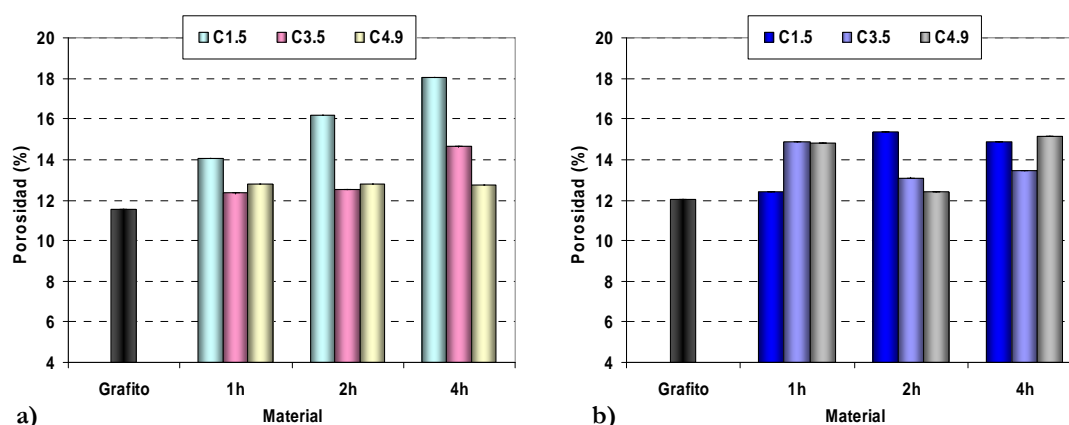 C1.5 C3.5 C4.9
20
18
16
14
12
10
8
6
4
Porosidad (%)
Grafito 1h 2h 4h
Material
a)
C1.5 C3.5 C4.9
20
18
16
14
12
10
8
6
4
Porosidad (%)
Grafito 1h 2h 4h
Material
b)